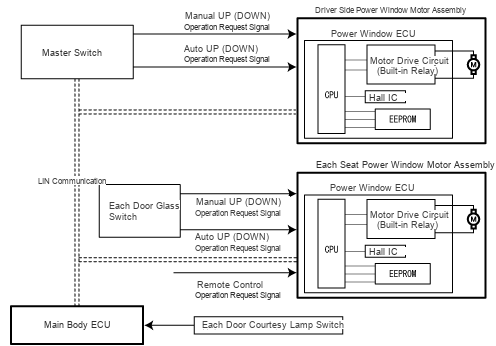 Driver Side Power Window Motor Assembly
Manual UP (DOWN)
Operation Request Signal
Power Window ECU
Master Switch
Auto UP (DOWN)
Operation Request Signal
Motor Drive Circuit
(Built-in Relay)
M
CPU
Hall IC
EEPROM
Each Seat Power Window Motor Assembly
LIN Communication
Power Window ECU
Each Door Glass
Switch
Manual UP (DOWN)
Operation Request Signal
Motor Drive Circuit
(Built-in Relay)
M
Auto UP (DOWN)
Operation Request Signal
CPU
Hall IC
EEPROM
Remote Control
Operation Request Signal
Main Body ECU
Each Door Courtesy Lamp Switch